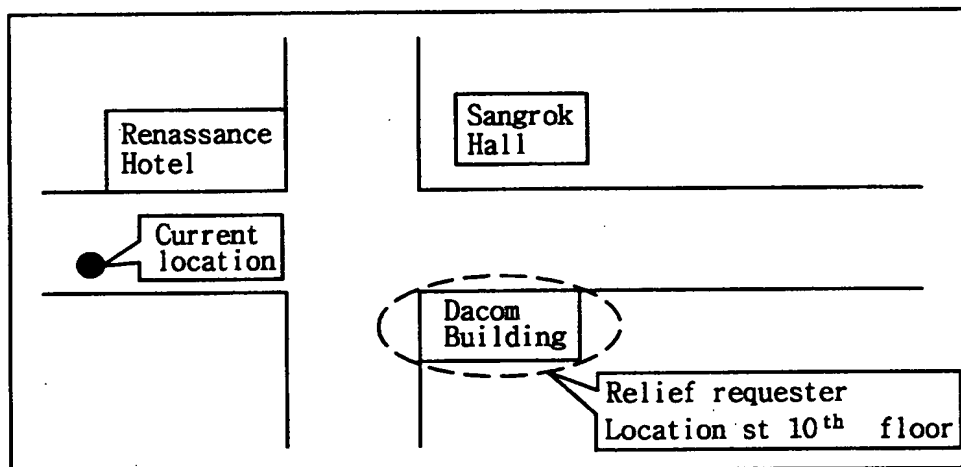 Renassance
Hotel
Sangrok
Hall
Current
location
Dacom
Building
Relief requester
Location st 10th floor